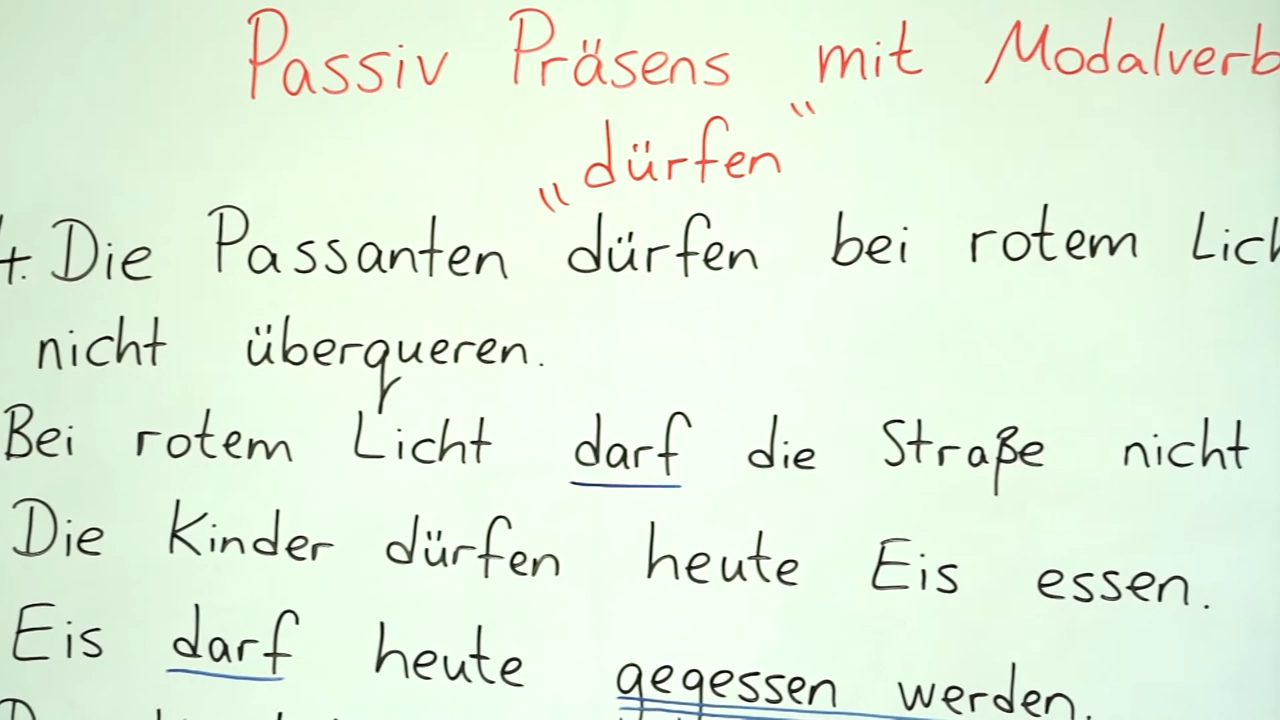 Passiv Präsens mit Modalverb
„dürfen“
4. Die Passanten dürfen bei rotem
nicht überqueren.
Bei rotem Licht darf die Straße nicht
Die Kinder dürfen heute Eis essen.
Eis darf heute gegessen werden.